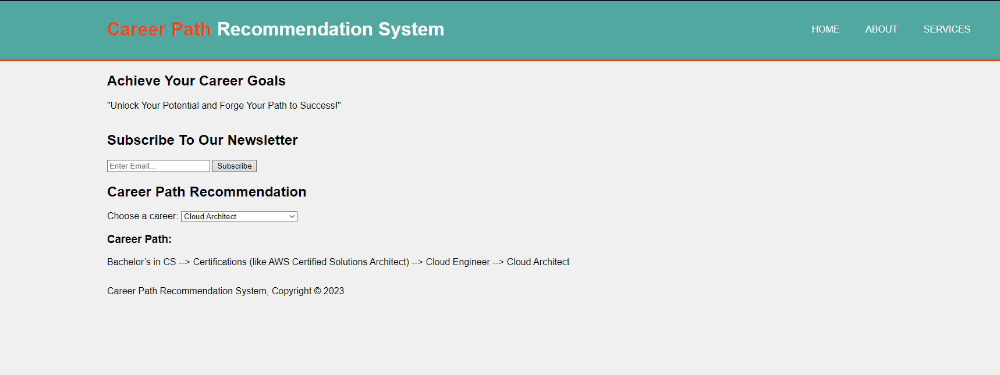 Career Path Recommendation System
HOME ABOUT SERVICES
Achieve Your Career Goals
"Unlock Your Potential and Forge Your Path to Success!"
Subscribe To Our Newsletter
Enter Email... Subscribe
Career Path Recommendation
Choose a career: Cloud Architect
Career Path:
Bachelor’s in CS --> Certifications (like AWS Certified Solutions Architect) --> Cloud Engineer --> Cloud Architect
Career Path Recommendation System, Copyright © 2023